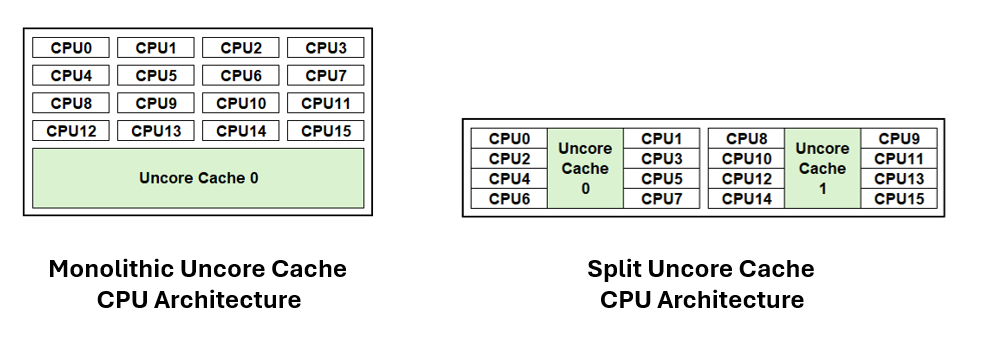 CPU0 CPU1 CPU2 CPU3
CPU4 CPU5 CPU6 CPU7
CPU8 CPU9 CPU10 CPU11
CPU12 CPU13 CPU14 CPU15
Uncore Cache 0
Monolithic Uncore Cache
CPU Architecture
CPU0
CPU2
CPU4
CPU6
Uncore
Cache
0
CPU1
CPU3
CPU5
CPU7
CPU8
CPU10
CPU12
CPU14
Uncore
Cache
1
CPU9
CPU11
CPU13
CPU15
Split Uncore Cache
CPU Architecture